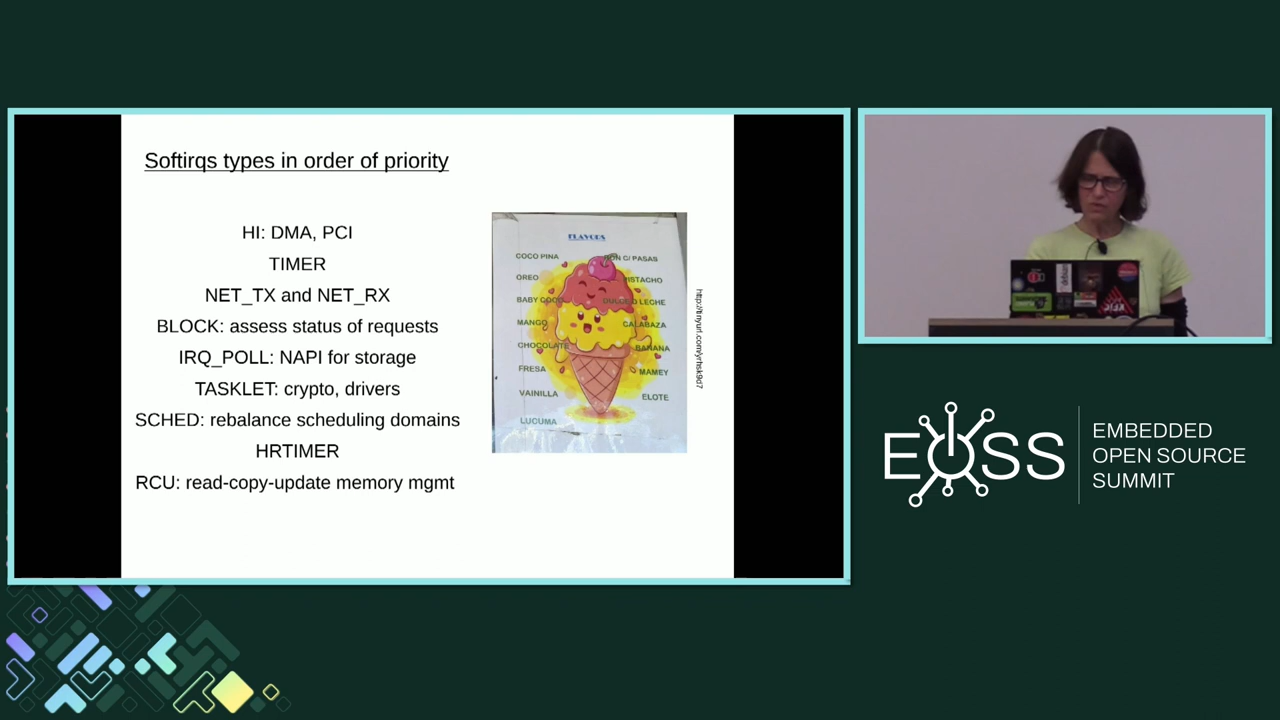 Softirqs types in order of priority
HI: DMA, PCI
TIMER
NET_TX and NET_RX
BLOCK: assess status of requests
IRQ_POLL: NAPI for storage
TASKLET: crypto, drivers
SCHED: rebalance scheduling domains
HRTIMER
RCU: read-copy-update memory mgmt
FLAVORS
COCO PINA
OREO
MANGO
CHOCOLATE
FRESA
VAINILLA
LUCUMA
C/ PASAS
CALABAZA
BANANA
MAMEY
ELOTE
debian
EOSS
EMBEDDED
OPEN SOURCE
SUMMIT